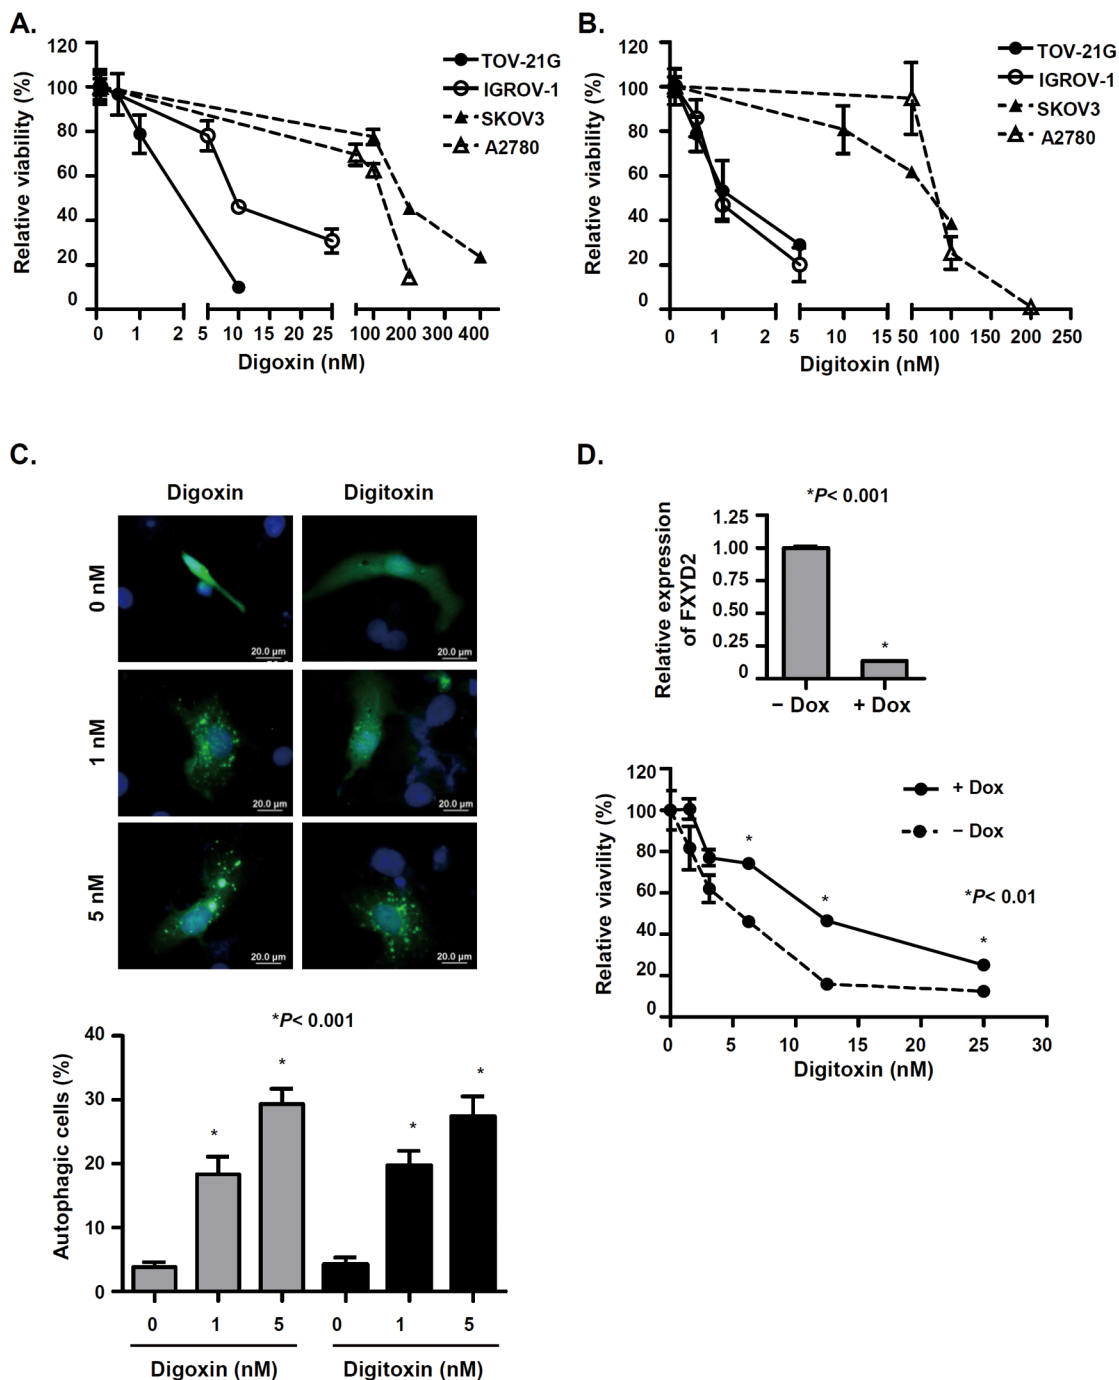 A.
120
100
80
60
40
20
0
Relative viability (%)
TOV-21G
IGROV-1
SKOV3
A2780
0 1 2 5 10 15 20 25 100 200 300 400
Digoxin (nM)
B.
120
100
80
60
40
20
0
Relative viability (%)
TOV-21G
IGROV-1
SKOV3
A2780
0 1 2 5 10 15 50 100 150 200 250
Digitoxin (nM)
C.
Digoxin Digitoxin
0 nM
20.0 µm 20.0 µm
1 nM
20.0 µm 20.0 µm
5 nM
20.0 µm 20.0 µm
*P< 0.001
40
30
20
10
0
Autophagic cells (%)
* * * *
0 1 5 0 1 5
Digoxin (nM) Digitoxin (nM)
D.
*P< 0.001
1.25
1.00
0.75
0.50
0.25
0
Relative expression
of FXYD2
*
− Dox + Dox
120
100
80
60
40
20
0
Relative viavility (%)
+ Dox
− Dox
* * *
*P< 0.01
0 5 10 15 20 25 30
Digitoxin (nM)